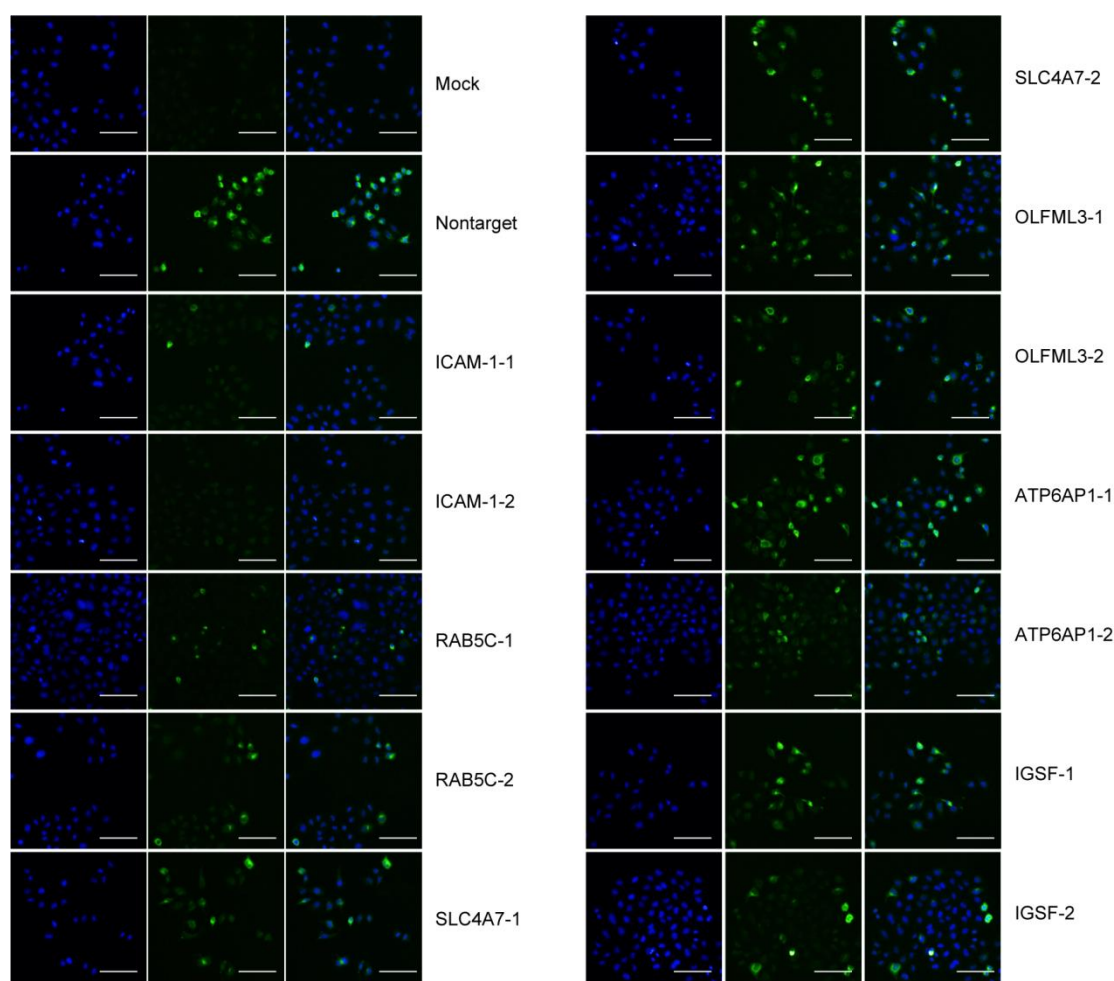 Mock
Nontarget
ICAM-1-1
ICAM-1-2
RAB5C-1
RAB5C-2
SLC4A7-1
SLC4A7-2
OLFML3-1
OLFML3-2
ATP6AP1-1
ATP6AP1-2
IGSF-1
IGSF-2